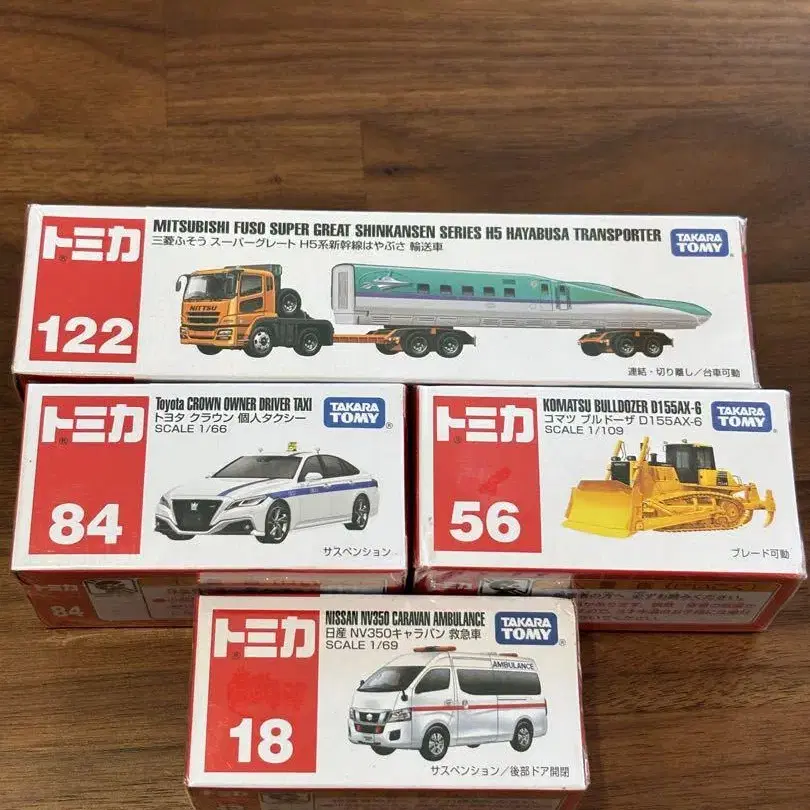 MITSUBISHI FUSO SUPER GREAT SHINKANSEN SERIES H5 HAYABUSA TRANSPORTER
三菱ふそう スーパーグレート H5系新幹線はやぶさ 輸送車
トミカ
122
NITTSU
TAKARA TOMY
連結・切り離し/台車可動
Toyota CROWN OWNER DRIVER TAXI
トヨタ クラウン 個人タクシー
SCALE 1/66
トミカ
84
TAKARA TOMY
サスペンション
トミカ
84
KOMATSU BULLDOZER D155AX-6
コマツ ブルドーザ D155AX-6
SCALE 1/109
トミカ
56
TAKARA TOMY
ブレード可動
トミカ
NISSAN NV350 CARAVAN AMBULANCE
日産 NV350キャラバン 救急車
SCALE 1/69
トミカ
18
TAKARA TOMY
AMBULANCE
サスペンション/後部ドア開閉